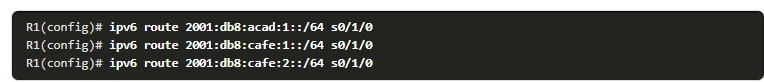 R1(config)# ipv6 route 2001:db8:acad:1::/64 s0/1/0
R1(config)# ipv6 route 2001:db8:cafe:1::/64 s0/1/0
R1(config)# ipv6 route 2001:db8:cafe:2::/64 s0/1/0